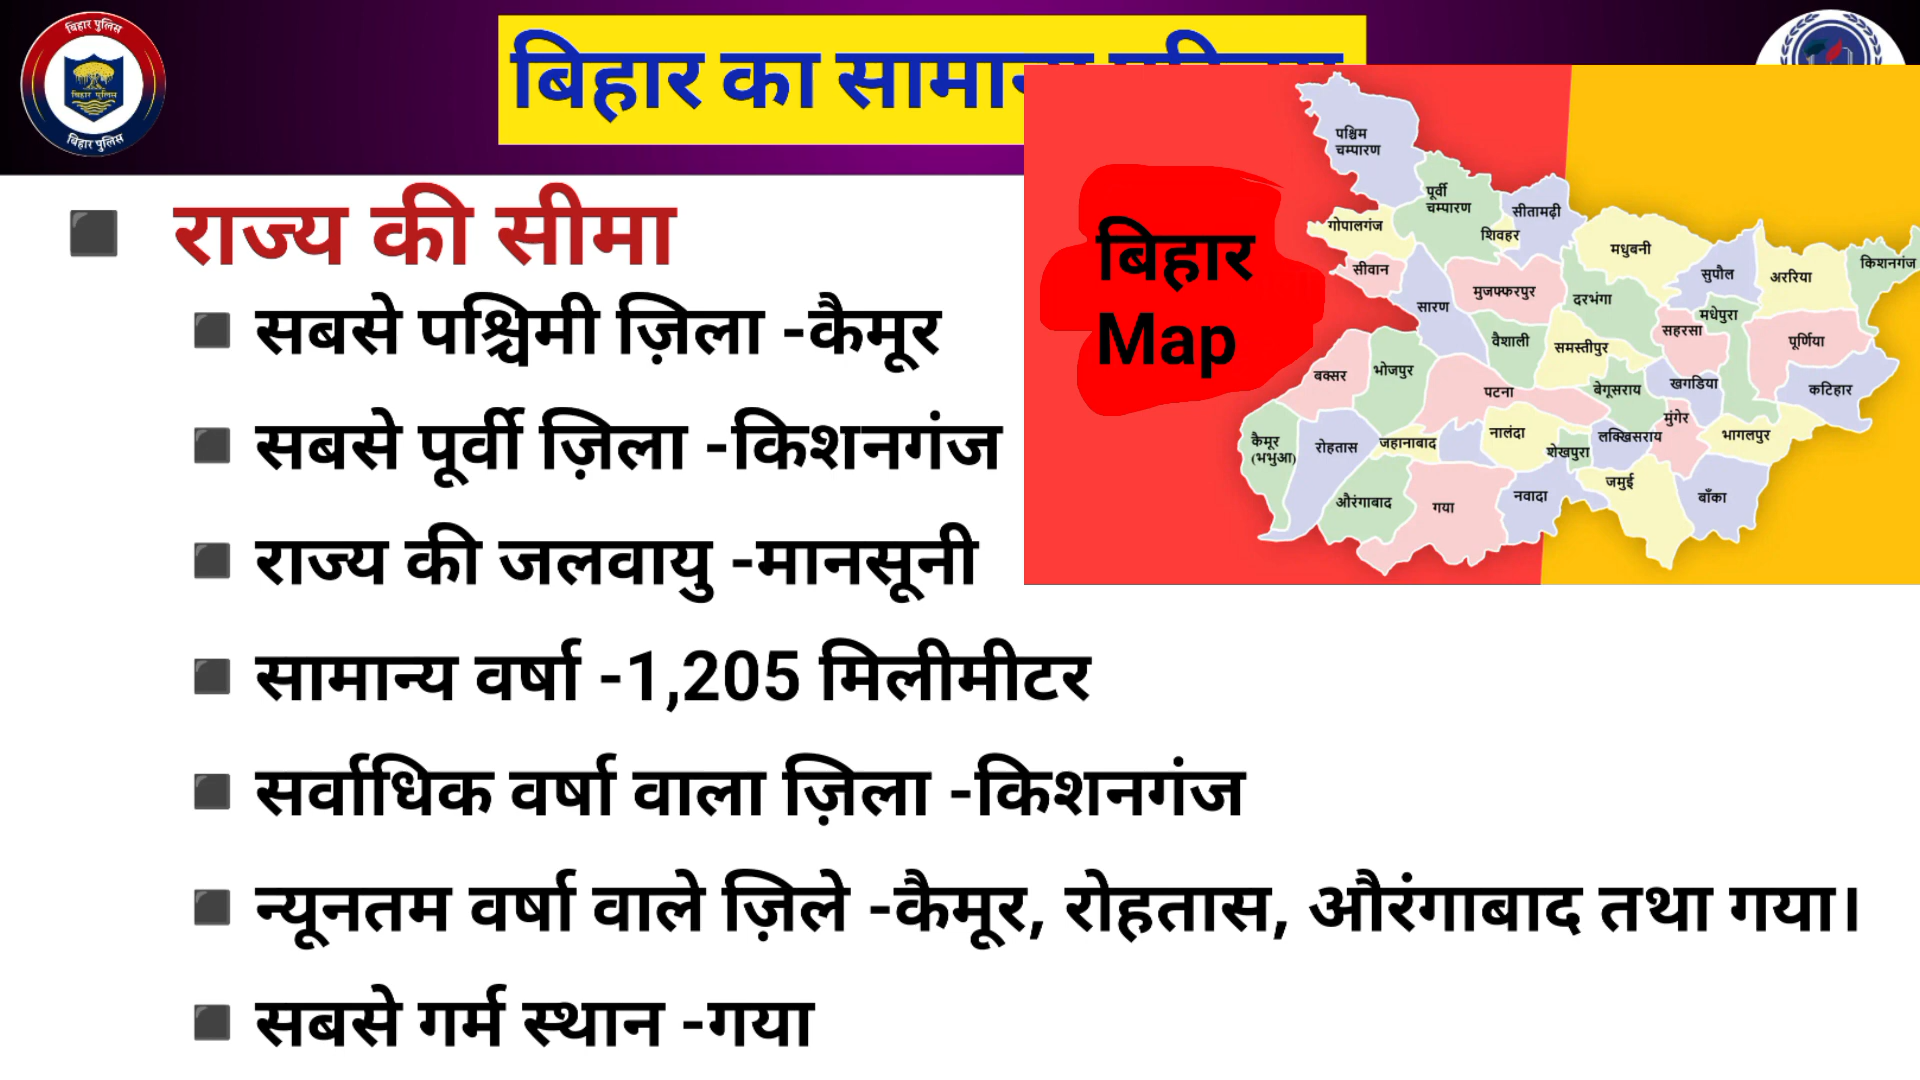 बिहार पुलिस
बिहार पुलिस
बिहार पुलिस
बिहार का
राज्य की सीमा
सबसे पश्चिमी ज़िला -कैमूर
सबसे पूर्वी ज़िला -किशनगंज
राज्य की जलवायु -मानसूनी
सामान्य वर्षा -1,205 मिलीमीटर
सर्वाधिक वर्षा वाला ज़िला -किशनगंज
न्यूनतम वर्षा वाले ज़िले -कैमूर, रोहतास, औरंगाबाद तथा गया।
सबसे गर्म स्थान -गया
बिहार
Map
पश्चिम
चम्पारण
पूर्वी
चम्पारण
सीतामढ़ी
गोपालगंज
शिवहर
मधुबनी
किशनगंज
सीवान
सुपौल
अररिया
मुजफ्फरपुर
दरभंगा
सारण
मधेपुरा
सहरसा
वैशाली
समस्तीपुर
पूर्णिया
बक्सर
भोजपुर
पटना
बेगूसराय
खगडिया
कटिहार
मुंगेर
कैमूर
(भभुआ)
रोहतास
जहानाबाद
नालंदा
लक्खिसराय
भागलपुर
शेखपुरा
औरंगाबाद
गया
नवादा
जमुई
बाँका